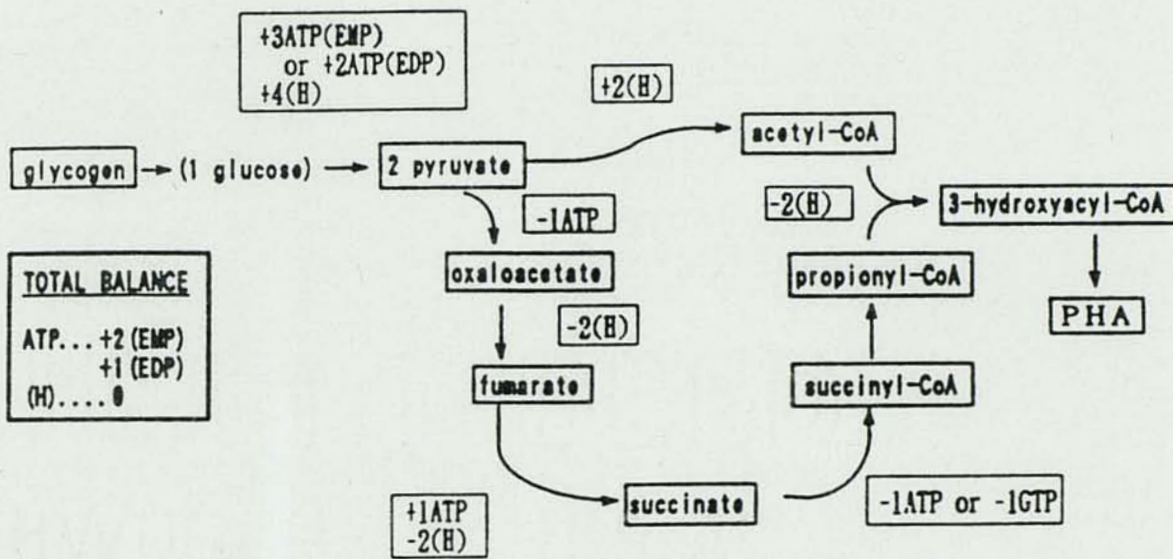 +3ATP(EMP)
or +2ATP(EDP)
+4(H)
+2(H)
acetyl-CoA
glycogen
(1 glucose)
2 pyruvate
-1ATP
-2(H)
3-hydroxyacyl-CoA
oxaloacetate
propionyl-CoA
-2(H)
PHA
TOTAL BALANCE
ATP... +2 (EMP)
+1 (EDP)
(H).... 0
fumarate
succinyl-CoA
+1ATP
-2(H)
succinate
-1ATP or -1GTP